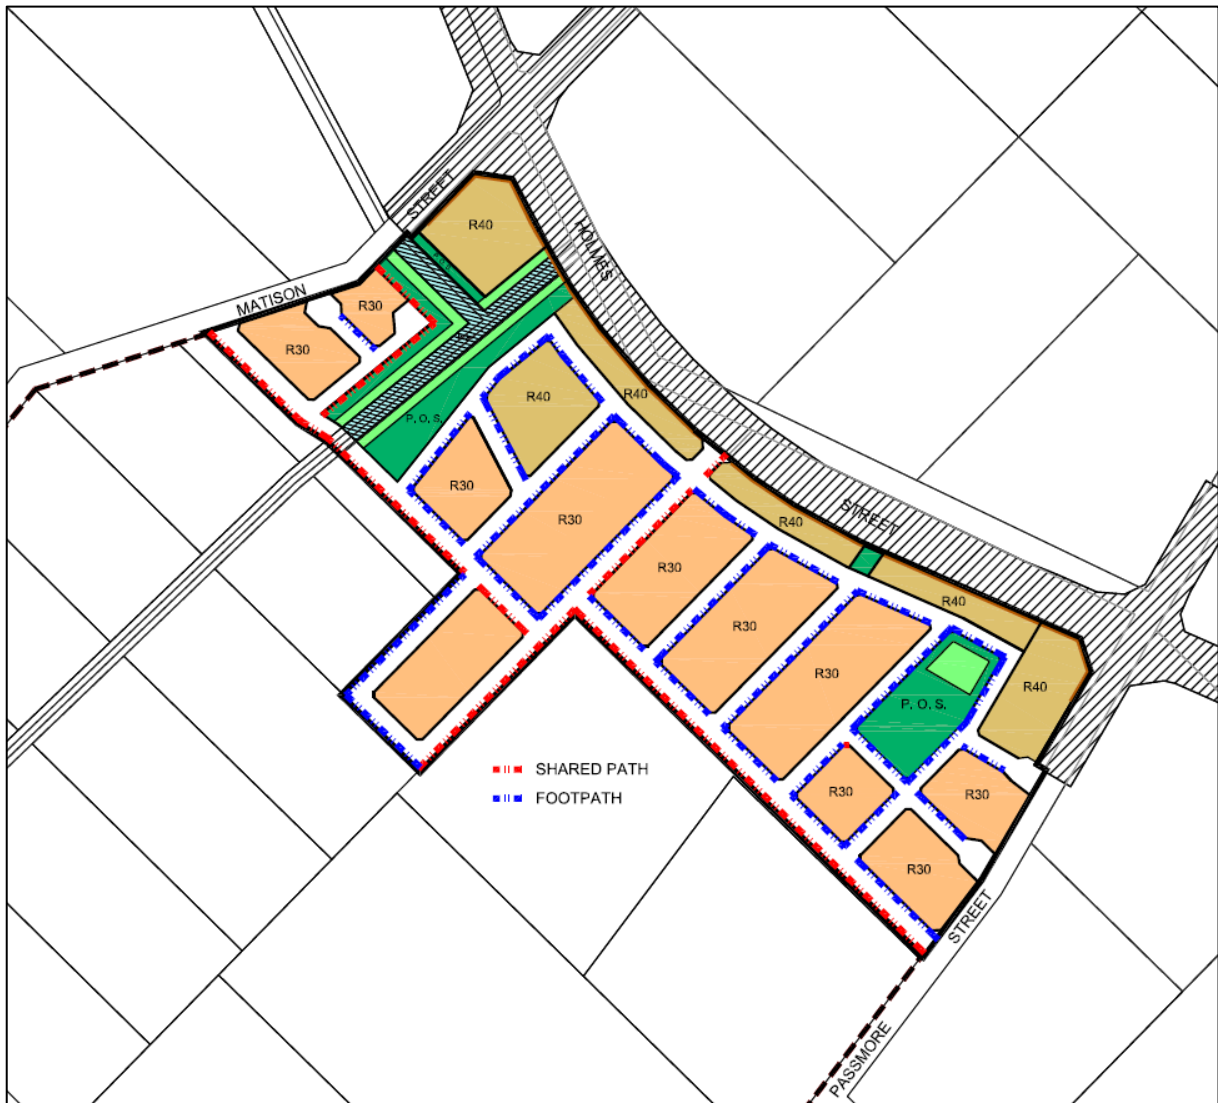 STREET
R40
HOLMES
MATISON
R30
R30
R40
R40
P. O. S.
R30
R30
R40
STREET
R30
R40
R30
R30
R40
P. O. S.
SHARED PATH
FOOTPATH
R30
R30
R30
STREET
PASSMORE